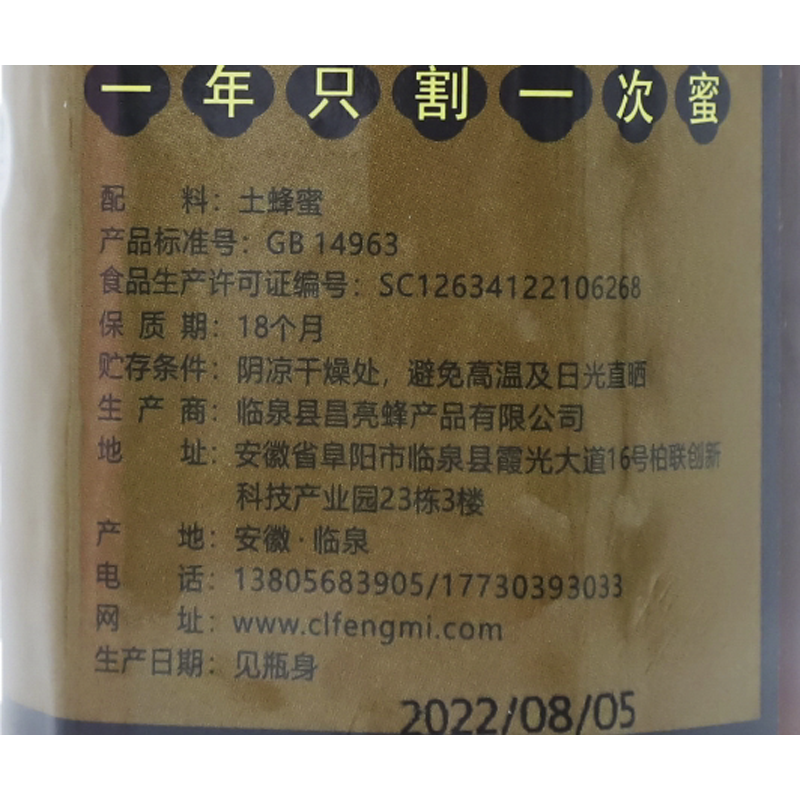 一年只割一次蜜
配料：土蜂蜜
产品标准号：GB 14963
食品生产许可证编号：SC12634122106268
保质期：18个月
贮存条件：阴凉干燥处，避免高温及日光直晒
生产商：临泉县昌亮蜂产品有限公司
地址：安徽省阜阳市临泉县霞光大道16号柏联创新
科技产业园23栋3楼
产地：安徽·临泉
电话：13805683905/17730393033
网址：www.clfengmi.com
生产日期：见瓶身
2022/08/05